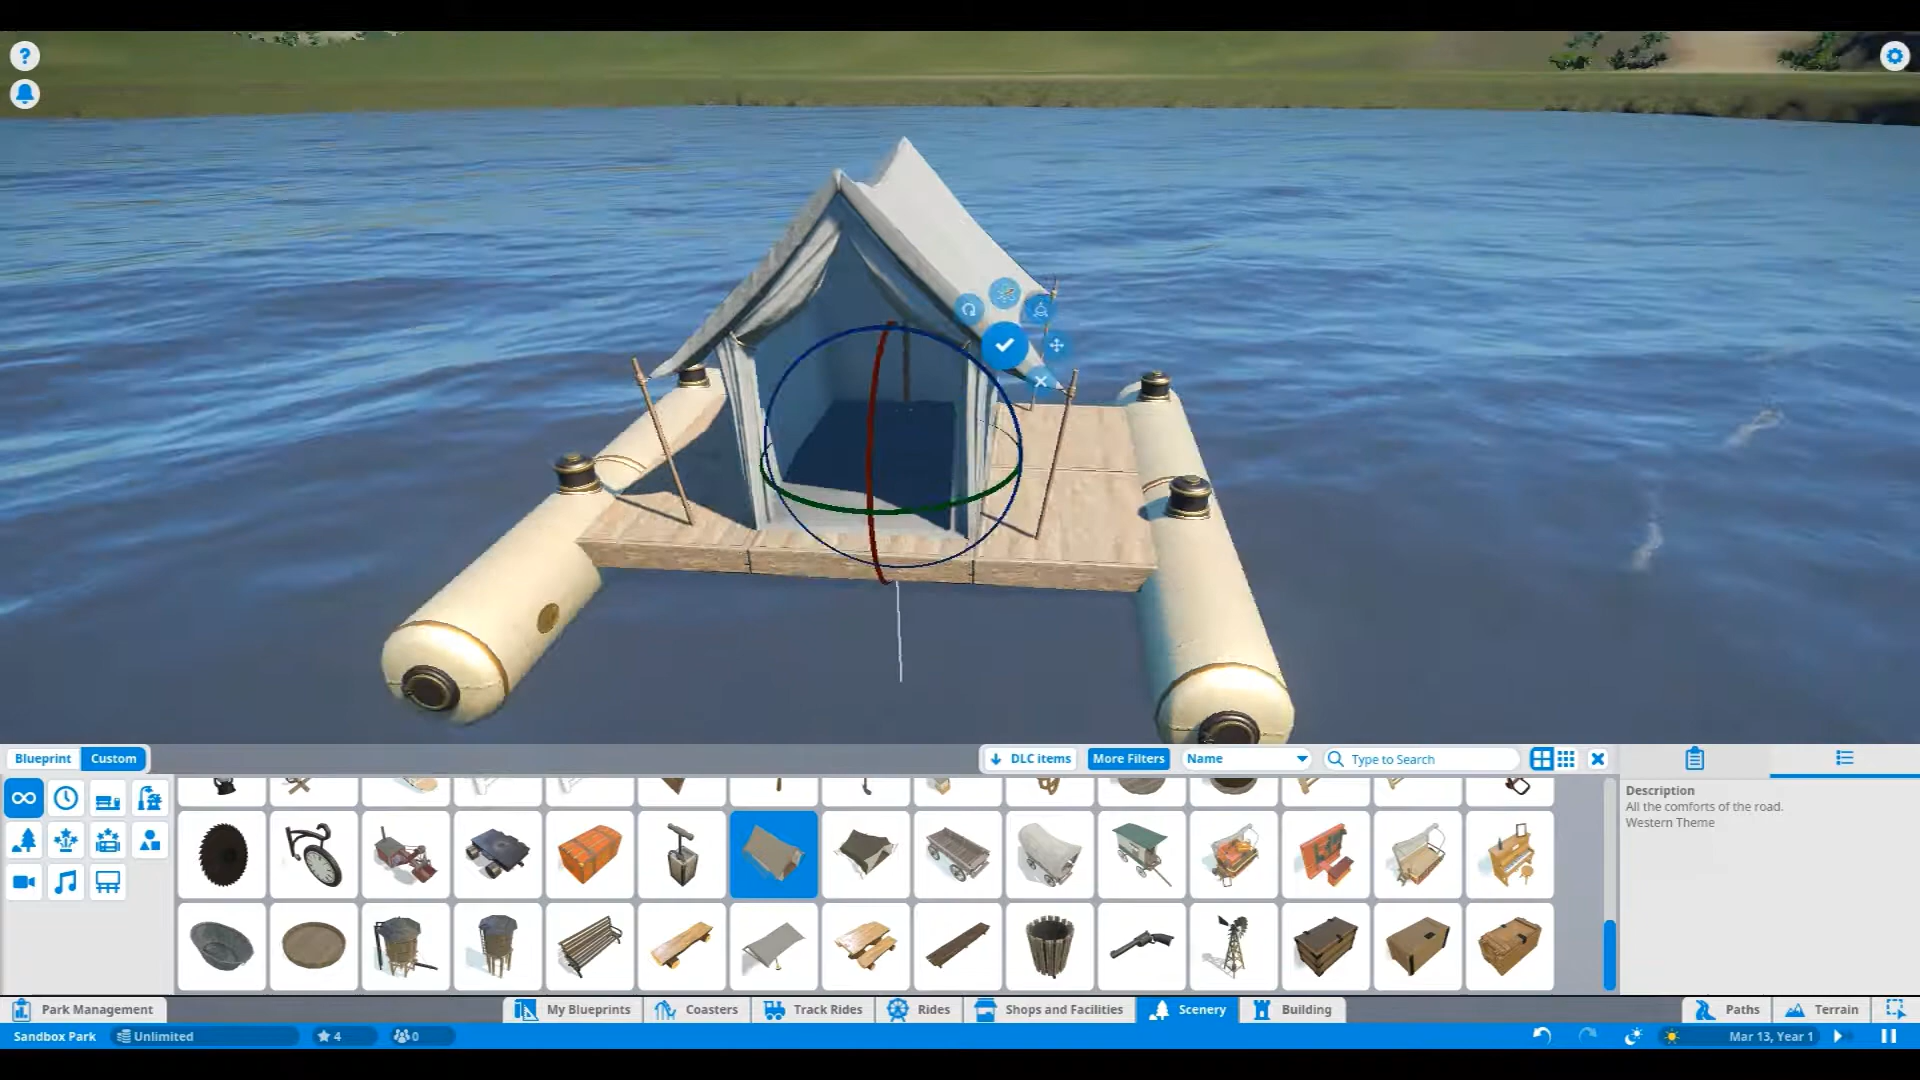 ?
Blueprint
Custom
DLC items
More Filters
Name
Type to Search
Description
All the comforts of the road.
Western Theme
Park Management
My Blueprints
Coasters
Track Rides
Rides
Shops and Facilities
Scenery
Building
Paths
Terrain
Sandbox Park
Unlimited
4
0
Mar 13, Year 1